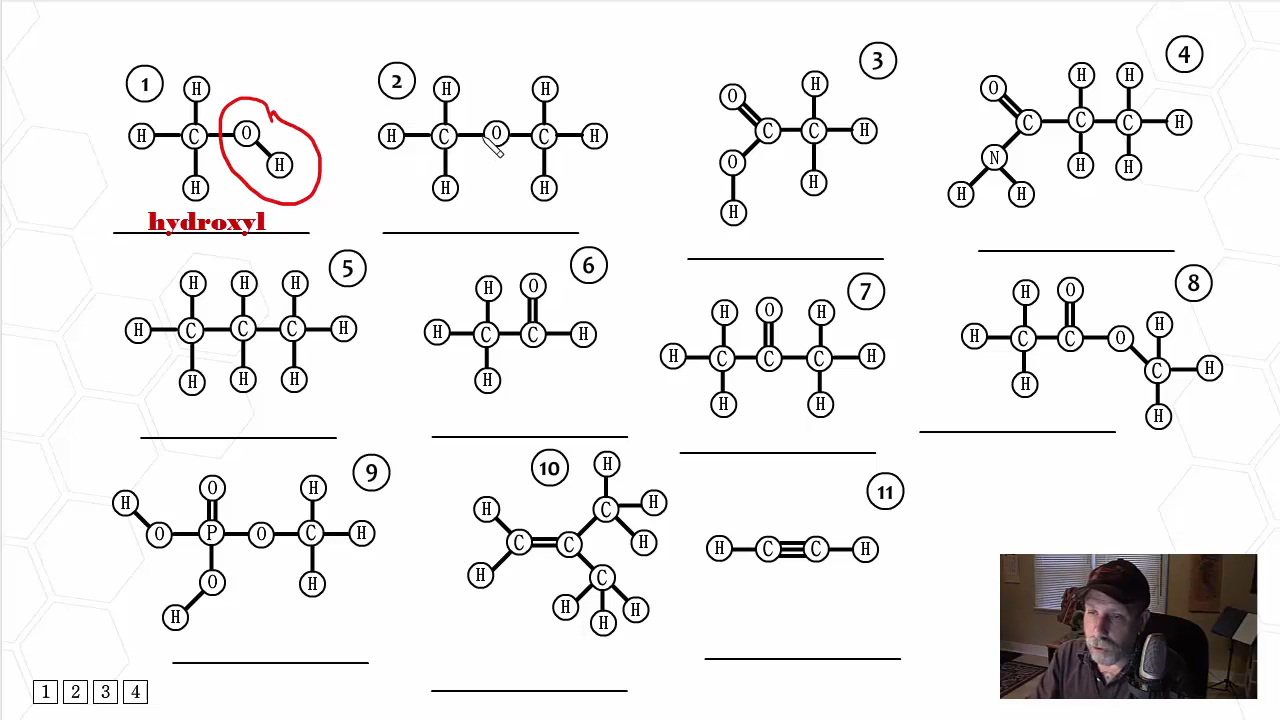 1
H
H C O
H
H
hydroxyl
2
H H
H C O C H
H H
3
H
O
C C H
O
H
H
4
H H
O
C C C H
N H H
H H
5
H H H
H C C C H
H H H
6
H O
H C C H
H
7
H O H
H C C C H
H H
8
H O
H
H C C O
C H
H
H
9
O H
H
O P O C H
O H
H
10
H
H C H
C C H
H C
H H
H
11
H C C H
1 2 3 4